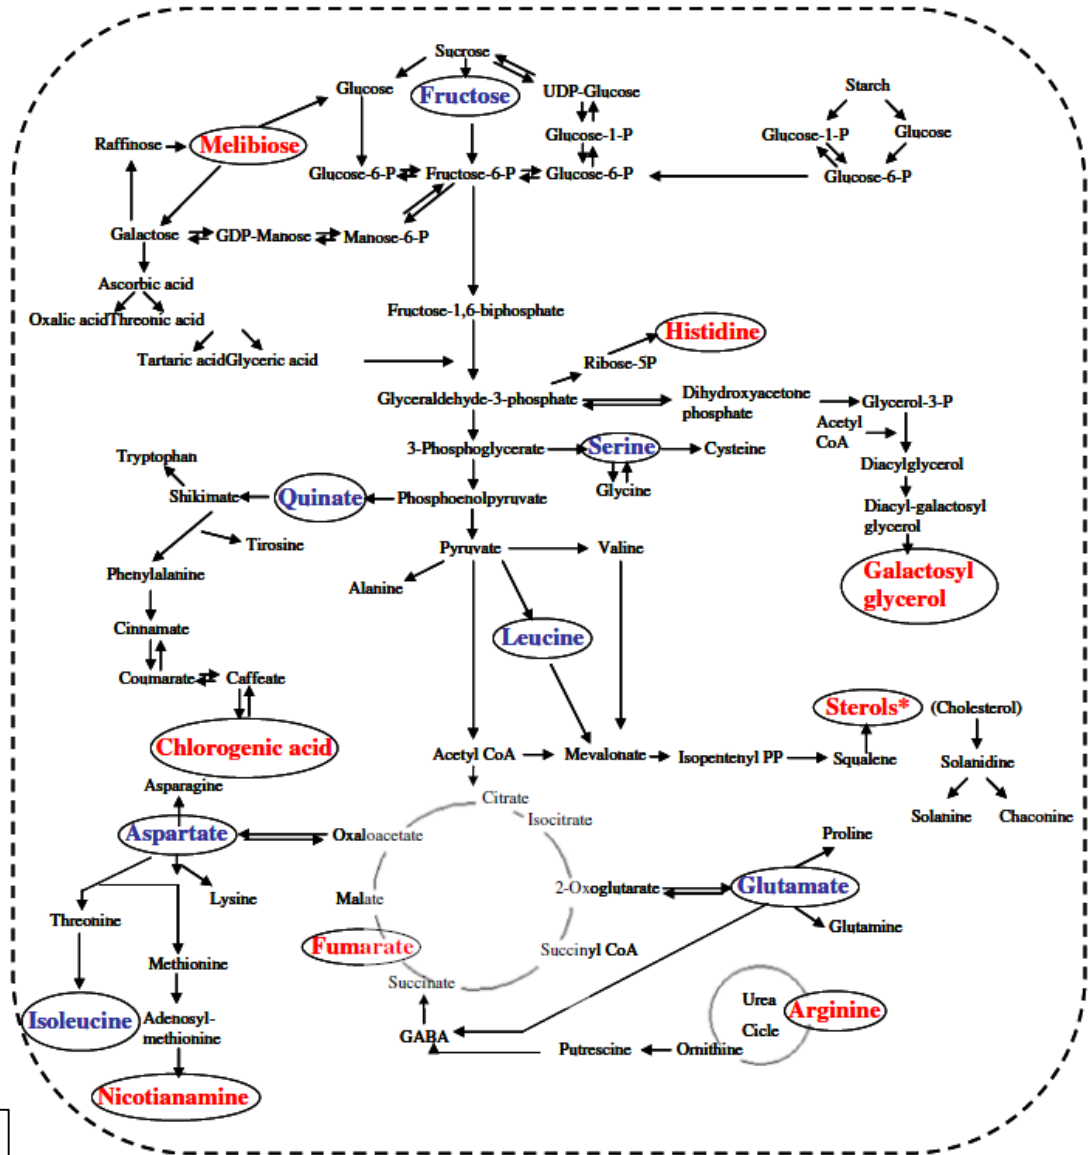 Sucrose
Glucose
Fructose
UDP-Glucose
Starch
Glucose-1-P
Glucose-1-P
Glucose
Raffinose
Melibiose
Glucose-6-P
Fructose-6-P
Glucose-6-P
Glucose-6-P
Galactose
GDP-Manose
Manose-6-P
Ascorbic acid
Oxalic acid
Threonic acid
Fructose-1,6-biphosphate
Histidine
Tartaric acid
Glyceric acid
Ribose-5P
Glyceraldehyde-3-phosphate
Dihydroxyacetone
phosphate
Glycerol-3-P
Acetyl
CoA
Tryptophan
3-Phosphoglycerate
Serine
Cysteine
Diacylglycerol
Shikimate
Quinate
Phosphoenolpyruvate
Glycine
Diacyl-galactosyl
glycerol
Tirosine
Pyruvate
Valine
Phenylalanine
Alanine
Galactosyl
glycerol
Cinnamate
Leucine
Coumarate
Caffeate
Sterols*
(Cholesterol)
Chlorogenic acid
Acetyl CoA
Mevalonate
Isopentenyl PP
Squalene
Solanidine
Asparagine
Citrate
Isocitrate
Solanine
Chaconine
Aspartate
Oxaloacetate
Proline
Lysine
Malate
2-Oxoglutarate
Glutamate
Threonine
Glutamine
Methionine
Fumarate
Succinyl CoA
Succinate
Isoleucine
Adenosyl-
methionine
GABA
Putrescine
Ornithine
Urea
Cicle
Arginine
Nicotianamine